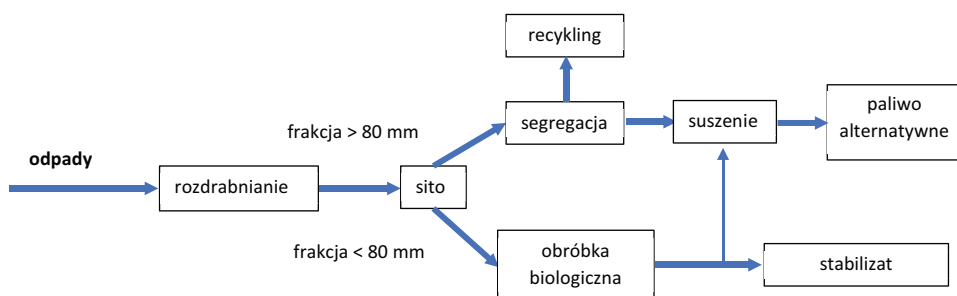 recykling
segregacja
suszenie
paliwo
alternatywne
frakcja > 80 mm
odpady
rozdrabnianie
sito
frakcja < 80 mm
obróbka
biologiczna
stabilizat